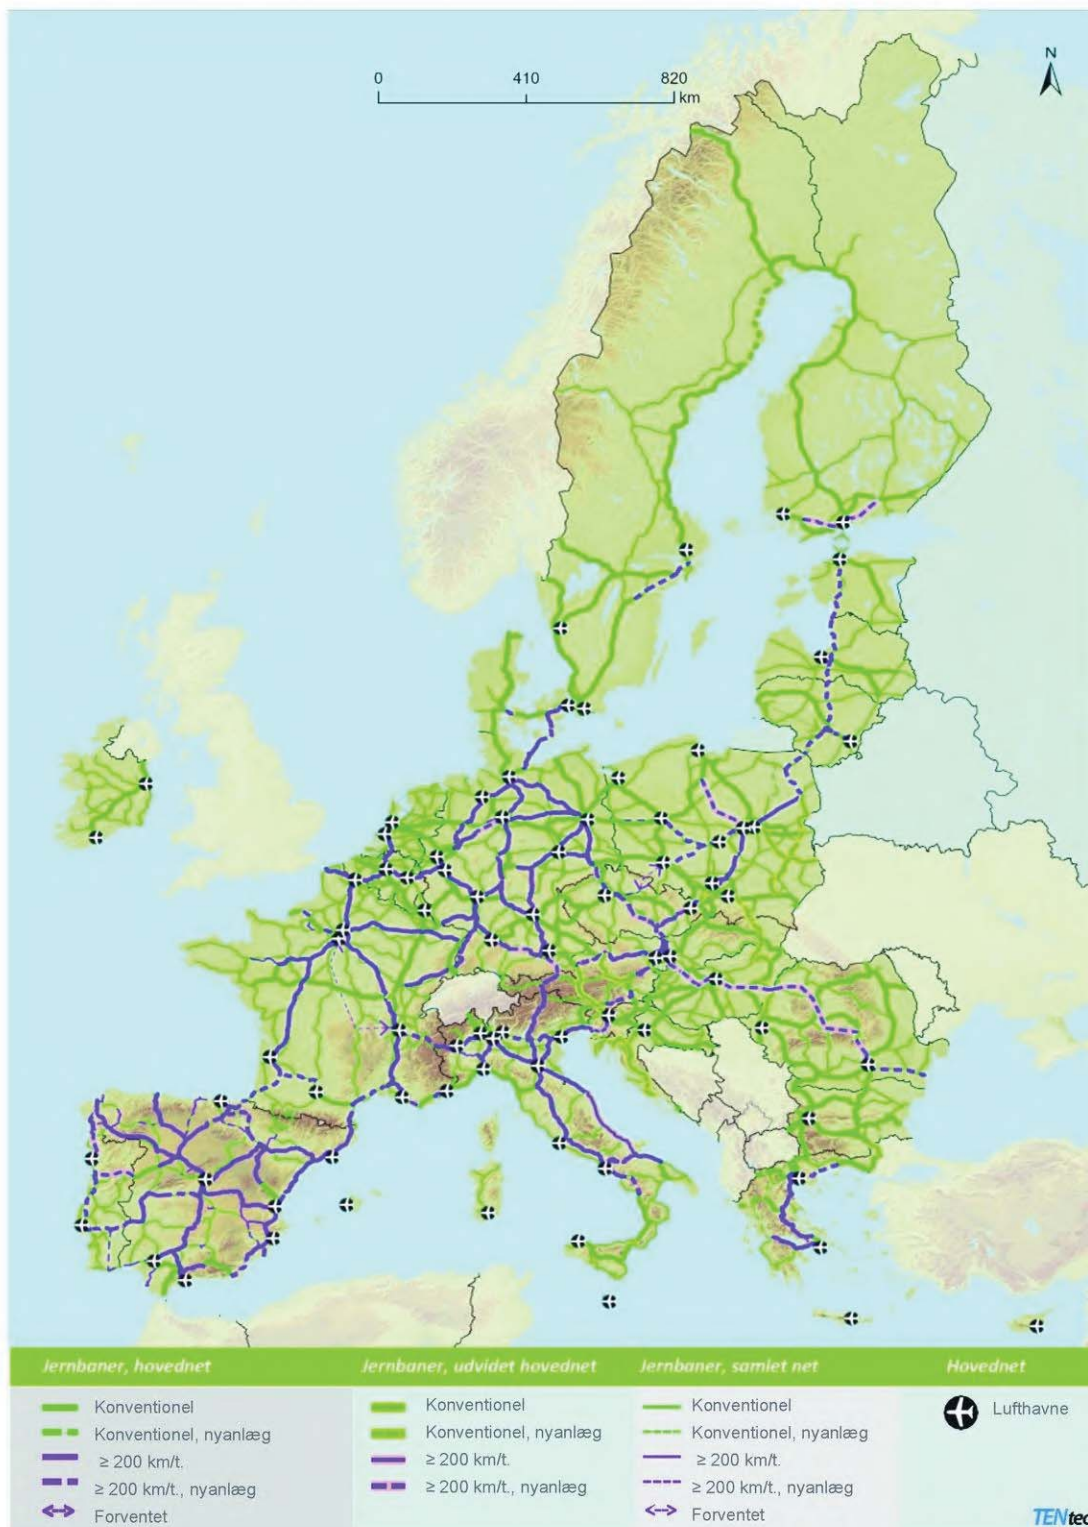 N
0 410 820
km
Jernbaner, hovednet
Konventionel
Konventionel, nyanlæg
≥ 200 km/t.
≥ 200 km/t., nyanlæg
Forventet
Jernbaner, udvidet hovednet
Konventionel
Konventionel, nyanlæg
≥ 200 km/t.
≥ 200 km/t., nyanlæg
Jernbaner, samlet net
Konventionel
Konventionel, nyanlæg
≥ 200 km/t.
≥ 200 km/t., nyanlæg
Forventet
Hovednet
Lufthavne
TENtec